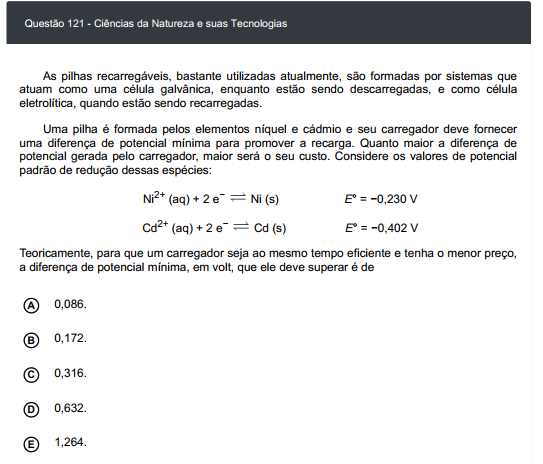 Questão 121 - Ciências da Natureza e suas Tecnologias
As pilhas recarregáveis, bastante utilizadas atualmente, são formadas por sistemas que
atuam como uma célula galvânica, enquanto estão sendo descarregadas, e como célula
eletrolítica, quando estão sendo recarregadas.
Uma pilha é formada pelos elementos níquel e cádmio e seu carregador deve fornecer
uma diferença de potencial mínima para promover a recarga. Quanto maior a diferença de
potencial gerada pelo carregador, maior será o seu custo. Considere os valores de potencial
padrão de redução dessas espécies:
Ni²⁺ (aq) + 2 e⁻ ⇌ Ni (s) E° = −0,230 V
Cd²⁺ (aq) + 2 e⁻ ⇌ Cd (s) E° = −0,402 V
Teoricamente, para que um carregador seja ao mesmo tempo eficiente e tenha o menor preço,
a diferença de potencial mínima, em volt, que ele deve superar é de
A 0,086.
B 0,172.
C 0,316.
D 0,632.
E 1,264.